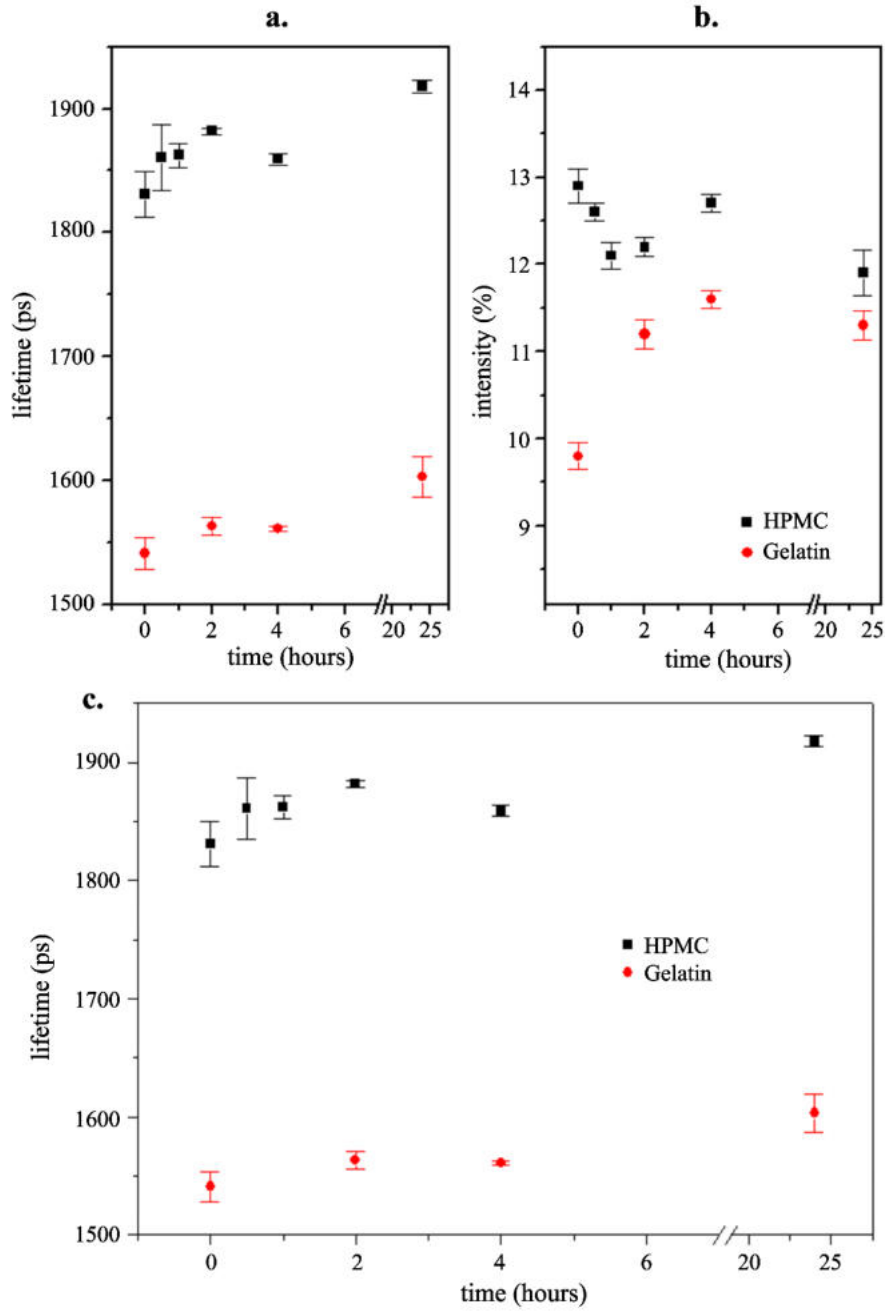 a.
lifetime (ps)
1900
1800
1700
1600
1500
0 2 4 6 20 25
time (hours)
b.
intensity (%)
14
13
12
11
10
9
HPMC
Gelatin
0 2 4 6 20 25
time (hours)
c.
lifetime (ps)
1900
1800
1700
1600
1500
HPMC
Gelatin
0 2 4 6 20 25
time (hours)